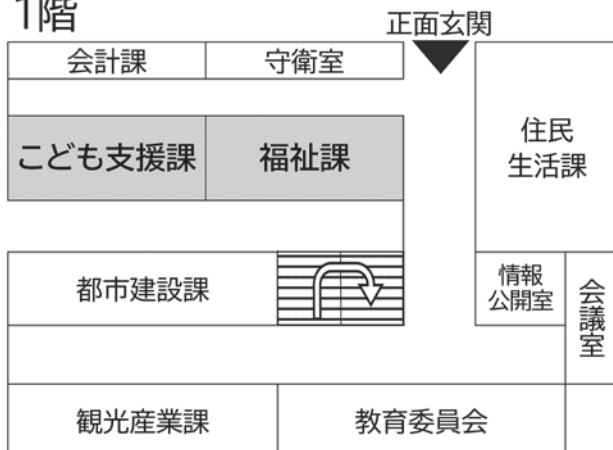 1階
正面玄関
会計課
守衛室
住民
生活課
こども支援課
福祉課
都市建設課
情報
公開室
会議室
観光産業課
教育委員会